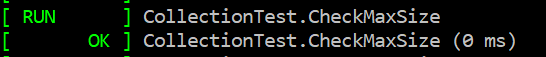 [ RUN      ] CollectionTest.CheckMaxSize
[       OK ] CollectionTest.CheckMaxSize (0 ms)